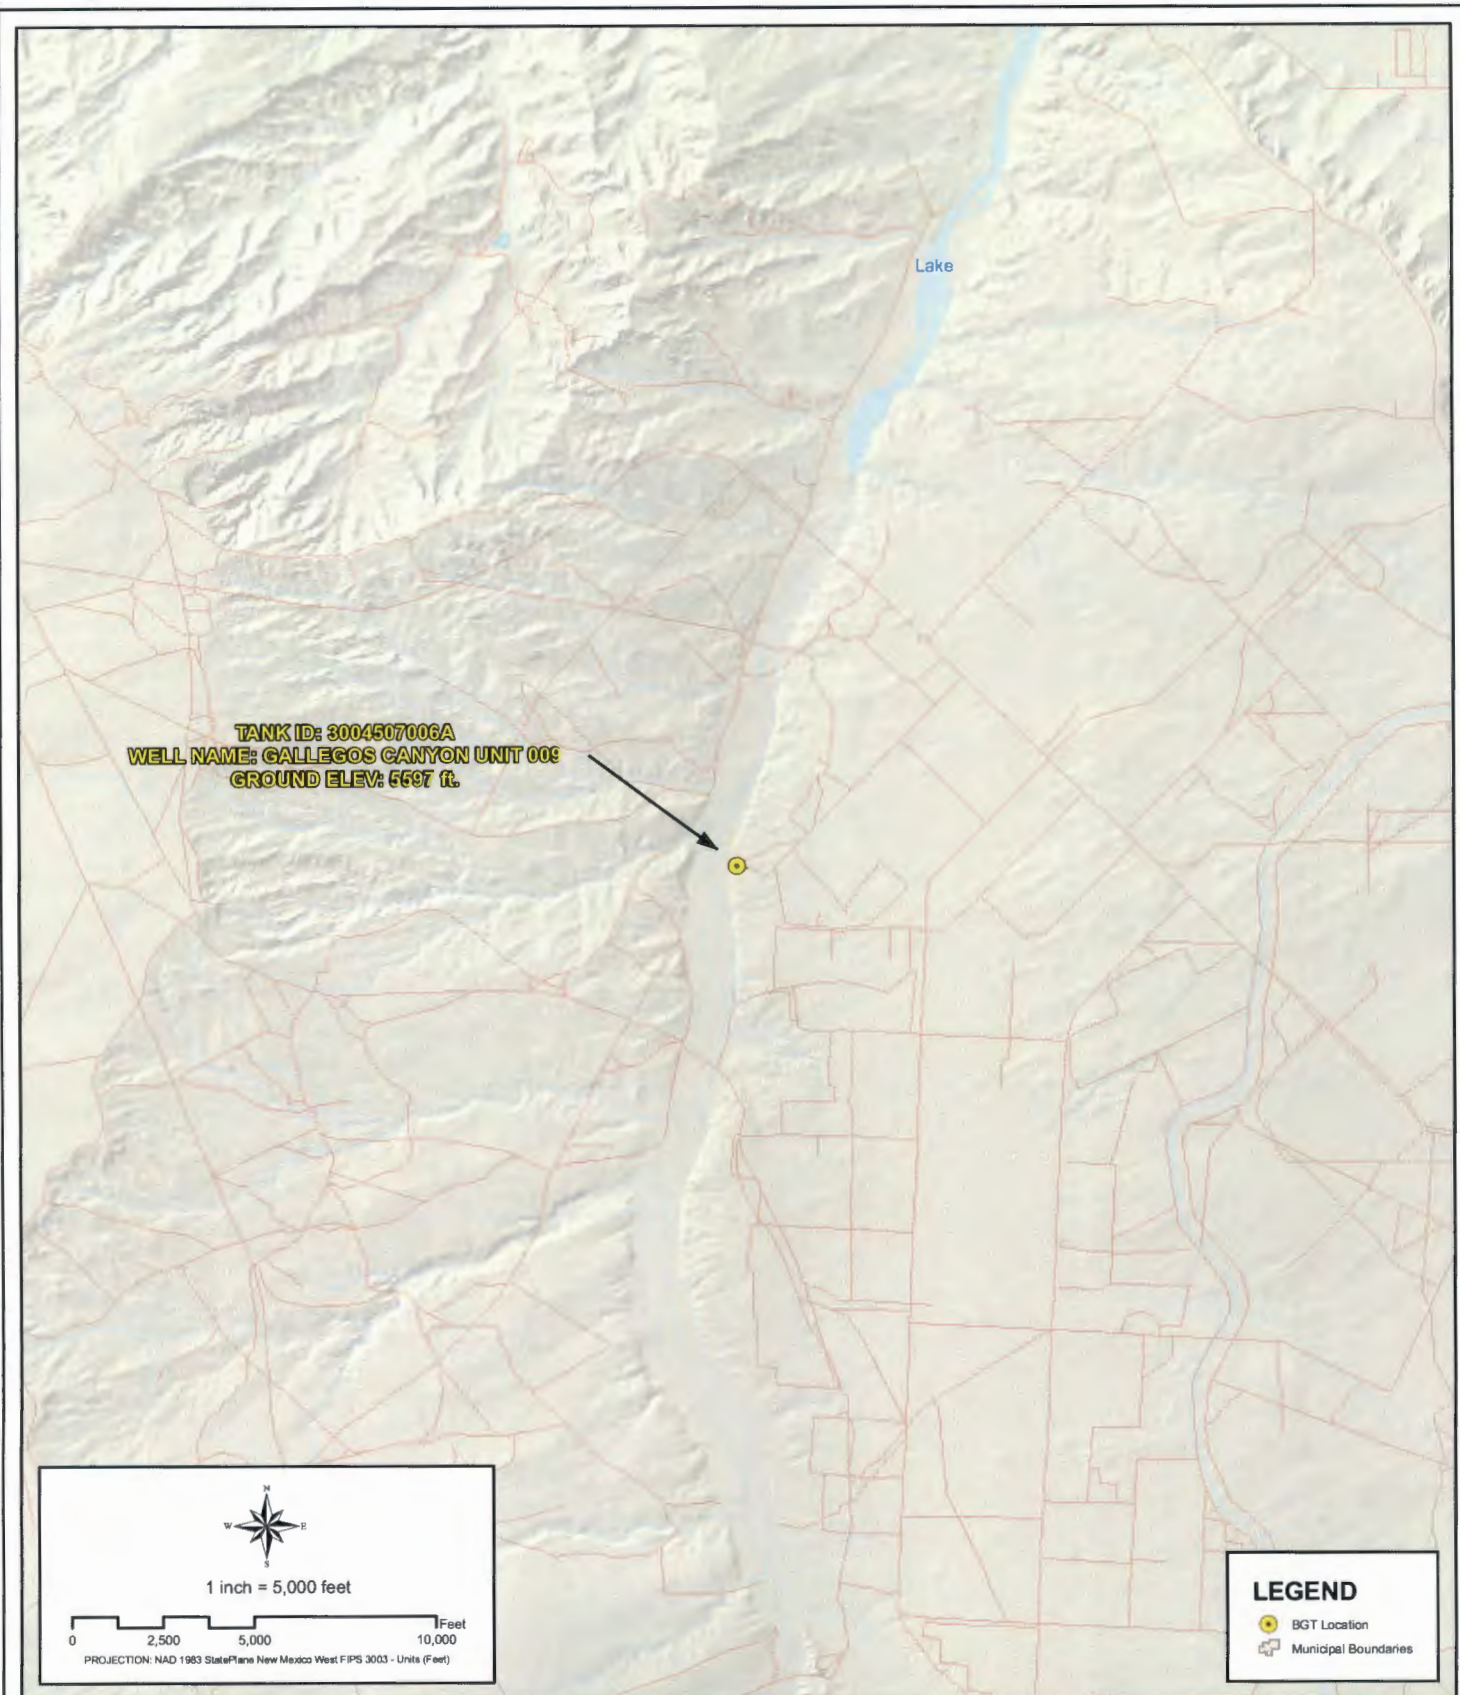 Lake
TANK ID: 3004507006A
WELL NAME: GALLEGOS CANYON UNIT 009
GROUND ELEV: 5597 ft.
N
W E
S
1 inch = 5,000 feet
Feet
0 2,500 5,000 10,000
PROJECTION: NAD 1983 StatePlane New Mexico West FIPS 3003 - Units (Feet)
LEGEND
BGT Location
Municipal Boundaries